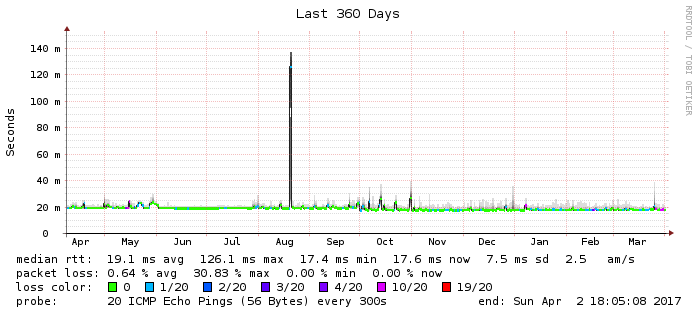 Last 360 Days
RRDTOOL / TOBI OETIKER
Seconds
140 m
120 m
100 m
80 m
60 m
40 m
20 m
0
Apr May Jun Jul Aug Sep Oct Nov Dec Jan Feb Mar
median rtt: 19.1 ms avg 126.1 ms max 17.4 ms min 17.6 ms now 7.5 ms sd 2.5 am/s
packet loss: 0.64 % avg 30.83 % max 0.00 % min 0.00 % now
loss color: 0 1/20 2/20 3/20 4/20 10/20 19/20
probe: 20 ICMP Echo Pings (56 Bytes) every 300s end: Sun Apr 2 18:05:08 2017